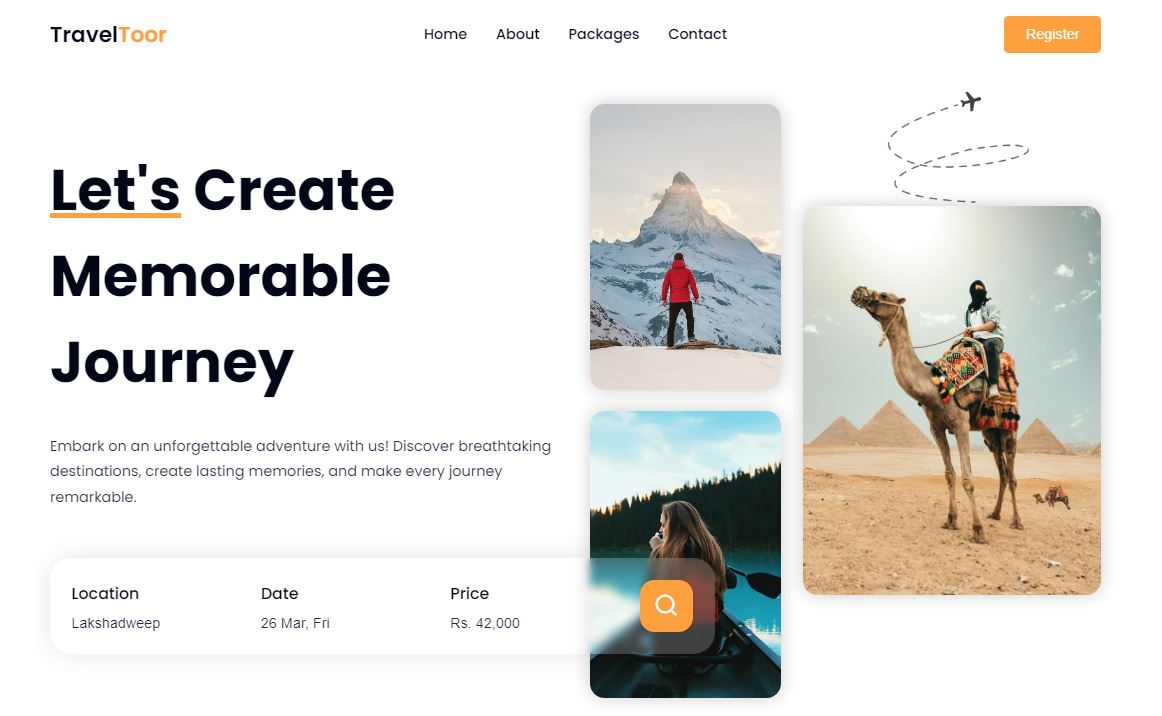 TravelToor
Home About Packages Contact
Register
Let's Create
Memorable
Journey
Embark on an unforgettable adventure with us! Discover breathtaking
destinations, create lasting memories, and make every journey
remarkable.
Location Date Price
Lakshadweep 26 Mar, Fri Rs. 42,000